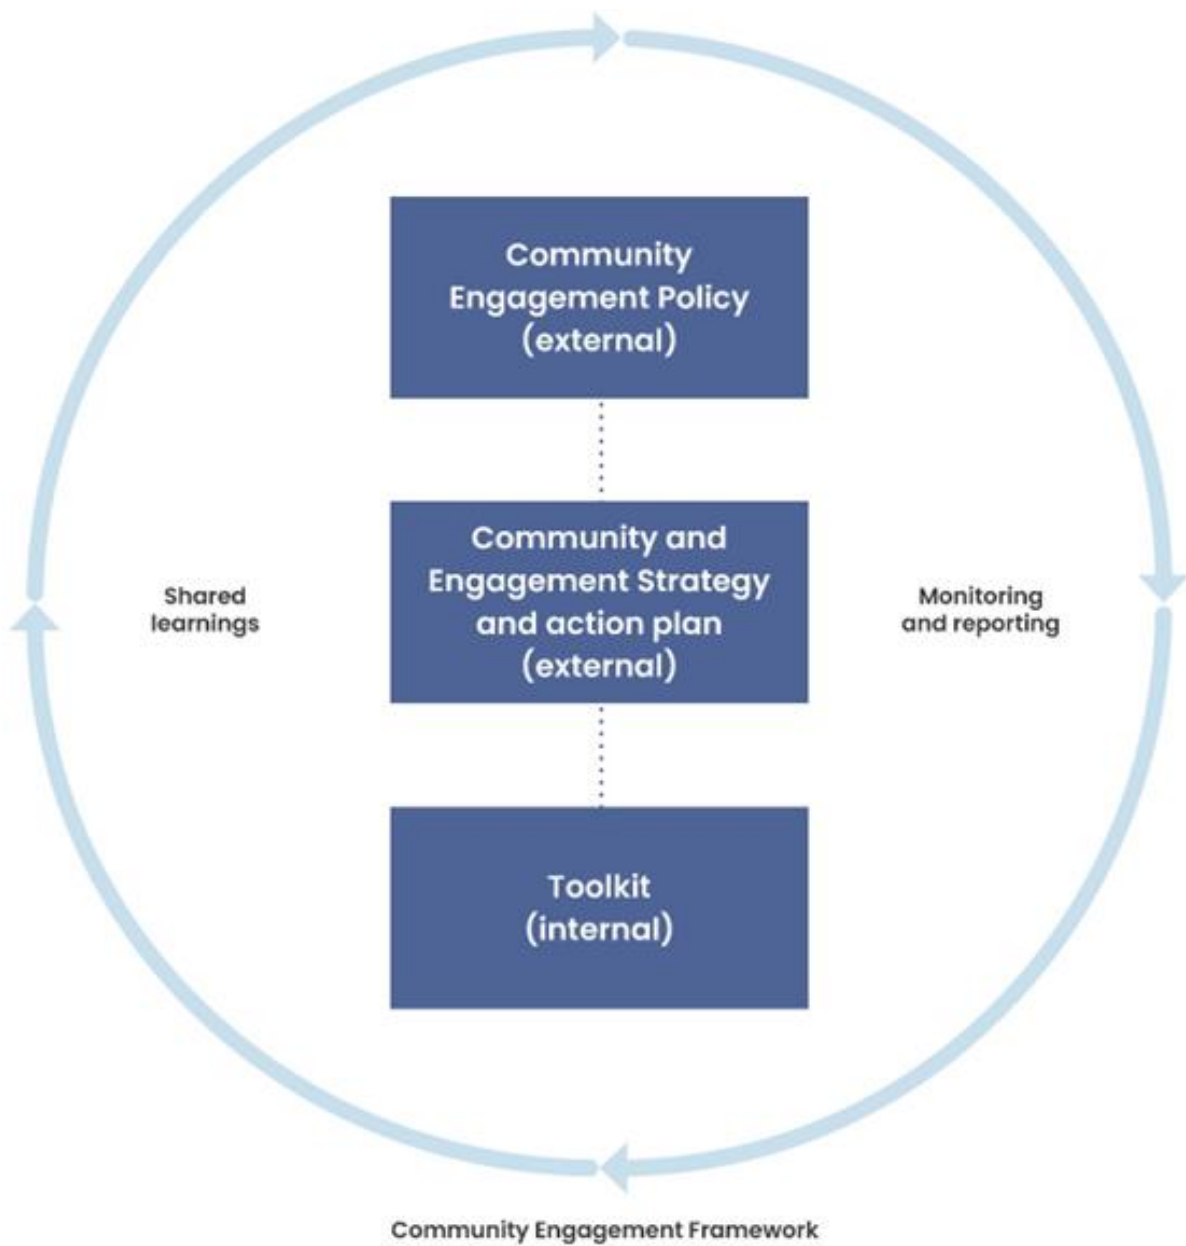 Community
Engagement Policy
(external)
Community and
Engagement Strategy
and action plan
(external)
Shared
learnings
Monitoring
and reporting
Toolkit
(internal)
Community Engagement Framework